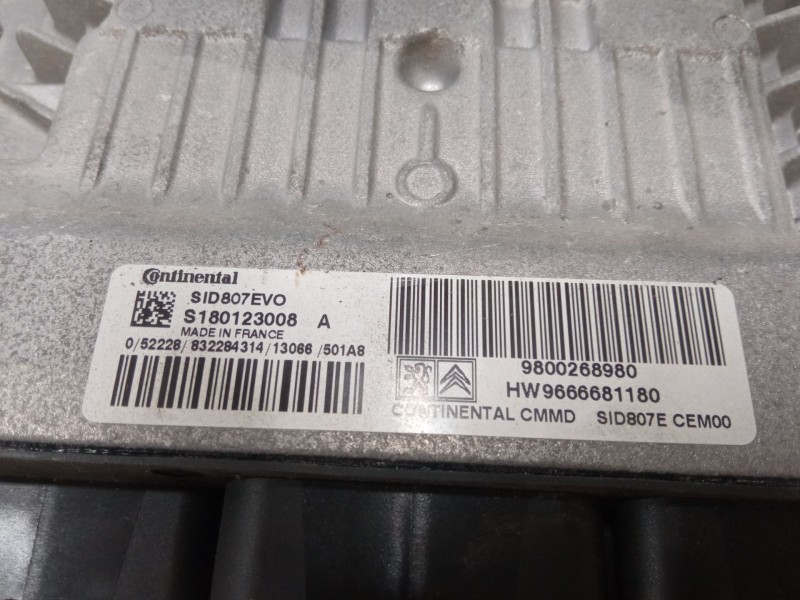 Continental
SID807EVO
S180123008 A
MADE IN FRANCE
0/52228/832284314/13066/501A8
9800268980
HW9666681180
CONTINENTAL CMMD SID807E CEM00